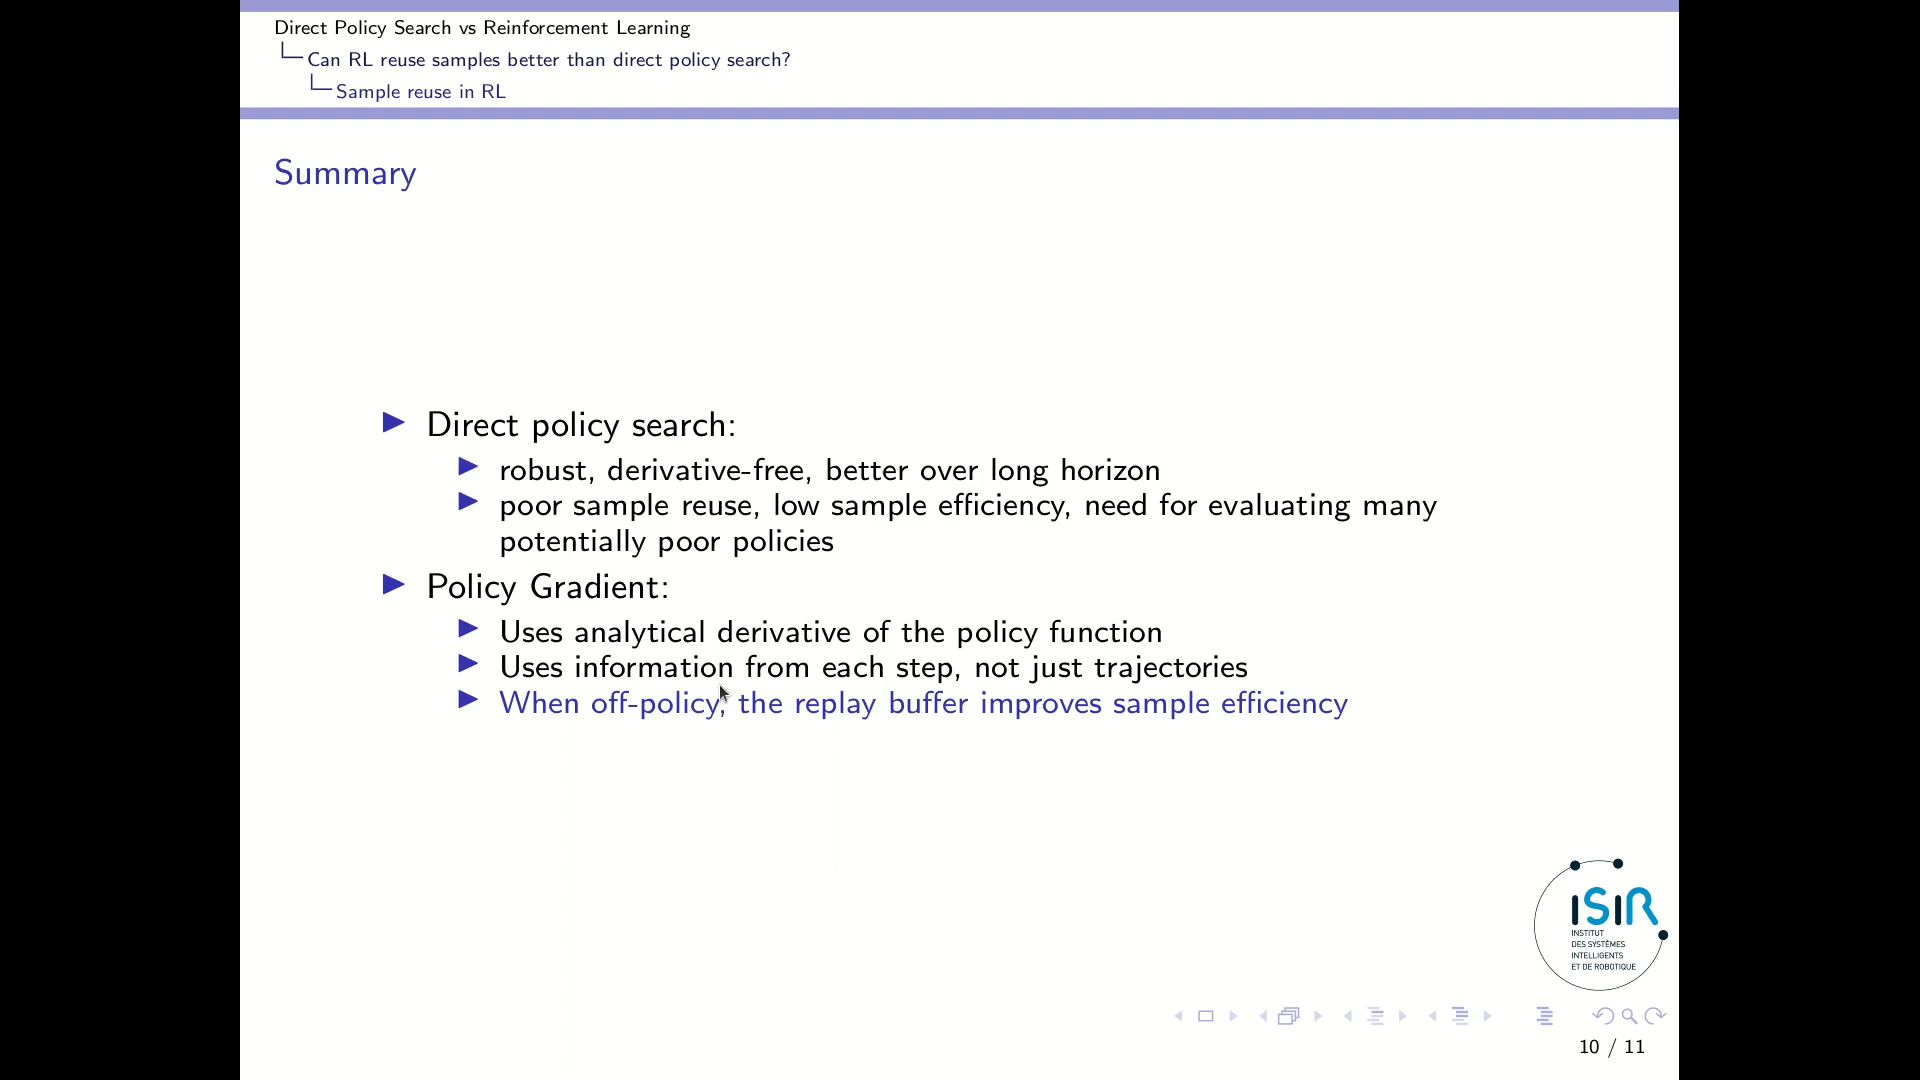 Direct Policy Search vs Reinforcement Learning
Can RL reuse samples better than direct policy search?
Sample reuse in RL
Summary
Direct policy search:
robust, derivative-free, better over long horizon
poor sample reuse, low sample efficiency, need for evaluating many
potentially poor policies
Policy Gradient:
Uses analytical derivative of the policy function
Uses information from each step, not just trajectories
When off-policy, the replay buffer improves sample efficiency
ISIR
INSTITUT
DES SYSTÈMES
INTELLIGENTS
ET DE ROBOTIQUE
10 / 11